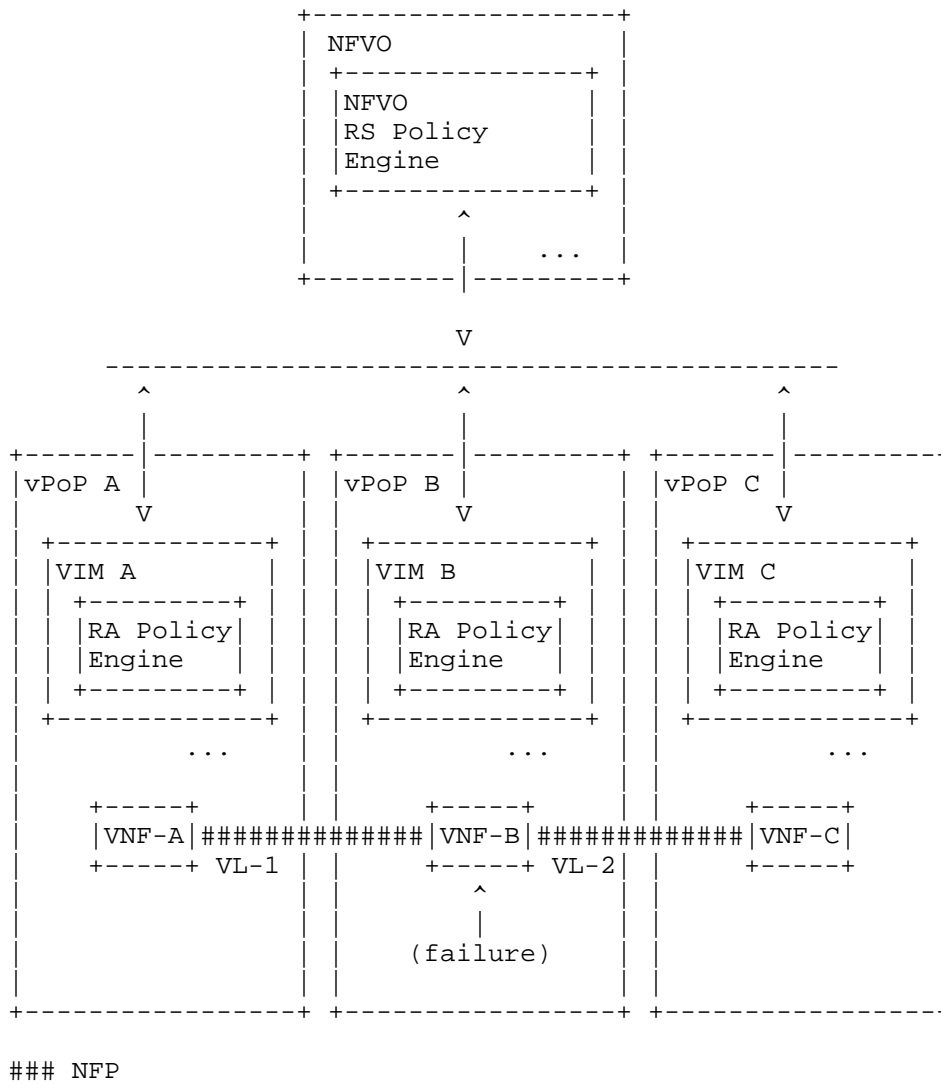 NFVO
NFVO
RS Policy
Engine
...
V
vPoP A vPoP B vPoP C
V V V
VIM A VIM B VIM C
RA Policy RA Policy RA Policy
Engine Engine Engine
... ... ...
VNF-A ############## VNF-B ############# VNF-C
VL-1 VL-2
(failure)
### NFP